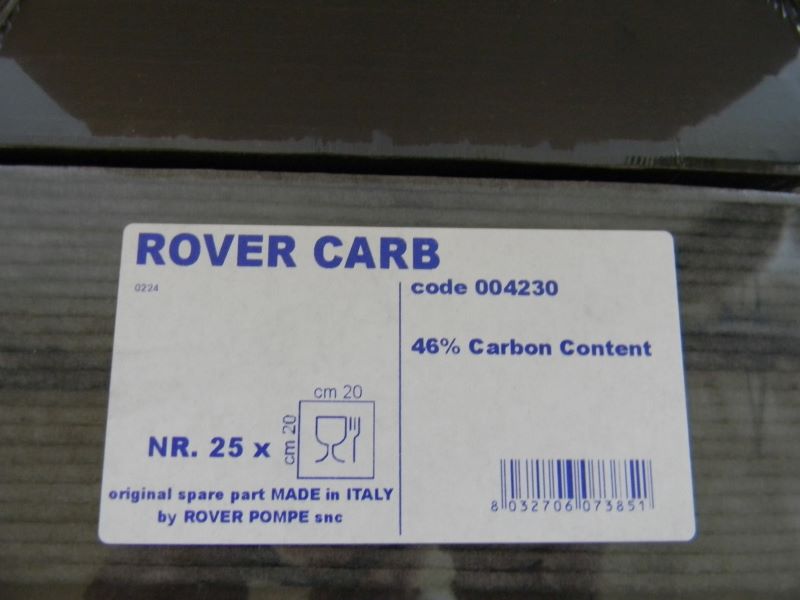 ROVER CARB
0224
code 004230
46% Carbon Content
cm 20
cm 20
NR. 25 x
original spare part MADE in ITALY
by ROVER POMPE snc
8 032706 073851